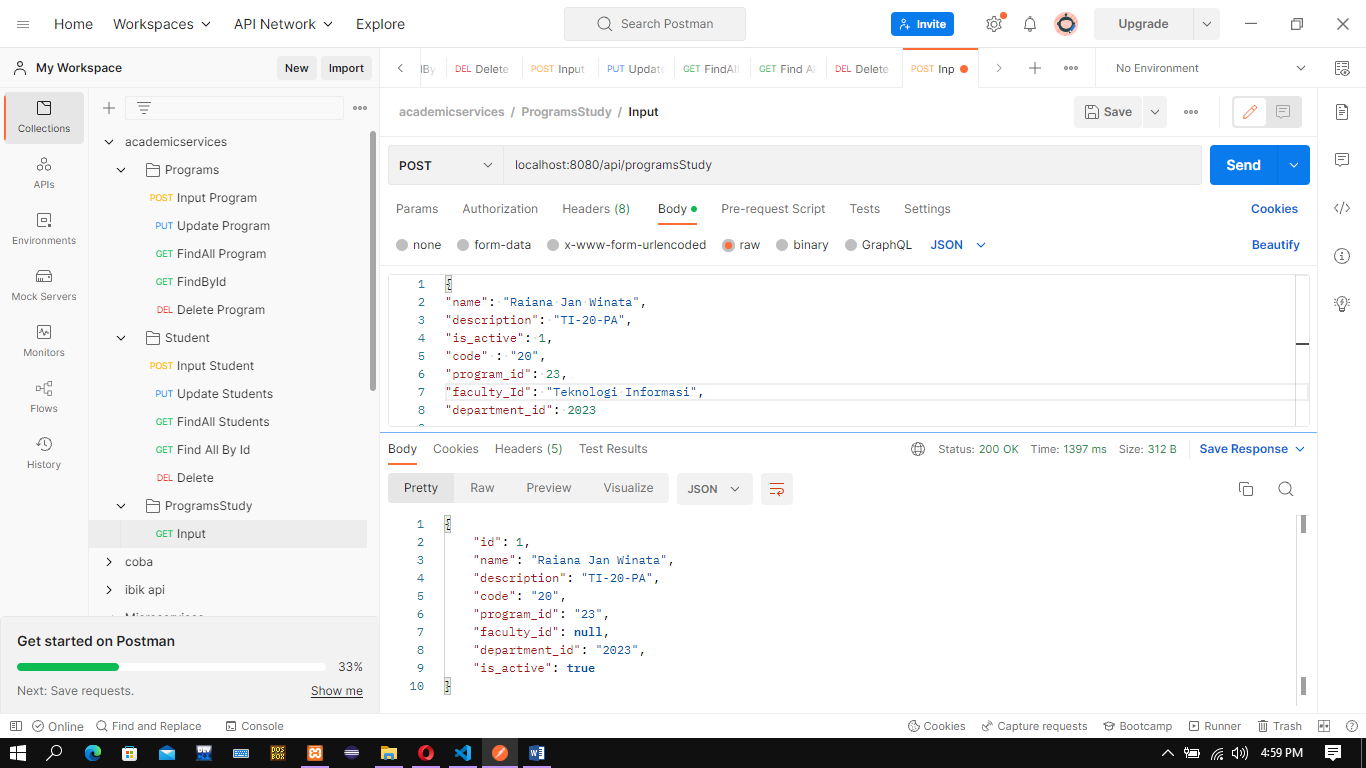 Home Workspaces API Network Explore Search Postman Invite Upgrade
My Workspace New Import DEL Delete POST Input PUT Update GET FindAll GET Find A DEL Delete POST Inp No Environment
Collections
APIs
Environments
Mock Servers
Monitors
Flows
History
academicservices
Programs
POST Input Program
PUT Update Program
GET FindAll Program
GET FindById
DEL Delete Program
Student
POST Input Student
PUT Update Students
GET FindAll Students
GET Find All By Id
DEL Delete
ProgramsStudy
GET Input
coba
ibik api
Get started on Postman
33%
Next: Save requests. Show me
academicservices / ProgramsStudy / Input Save
POST localhost:8080/api/programsStudy Send
Params Authorization Headers (8) Body Pre-request Script Tests Settings Cookies
none form-data x-www-form-urlencoded raw binary GraphQL JSON Beautify
1 {
2 "name": "Raiana Jan Winata",
3 "description": "TI-20-PA",
4 "is_active": 1,
5 "code" : "20",
6 "program_id": 23,
7 "faculty_Id": "Teknologi Informasi",
8 "department_id": 2023
Body Cookies Headers (5) Test Results Status: 200 OK Time: 1397 ms Size: 312 B Save Response
Pretty Raw Preview Visualize JSON
1 {
2 "id": 1,
3 "name": "Raiana Jan Winata",
4 "description": "TI-20-PA",
5 "code": "20",
6 "program_id": "23",
7 "faculty_id": null,
8 "department_id": "2023",
9 "is_active": true
10 }
Online Find and Replace Console Cookies Capture requests Bootcamp Runner Trash
4:59 PM